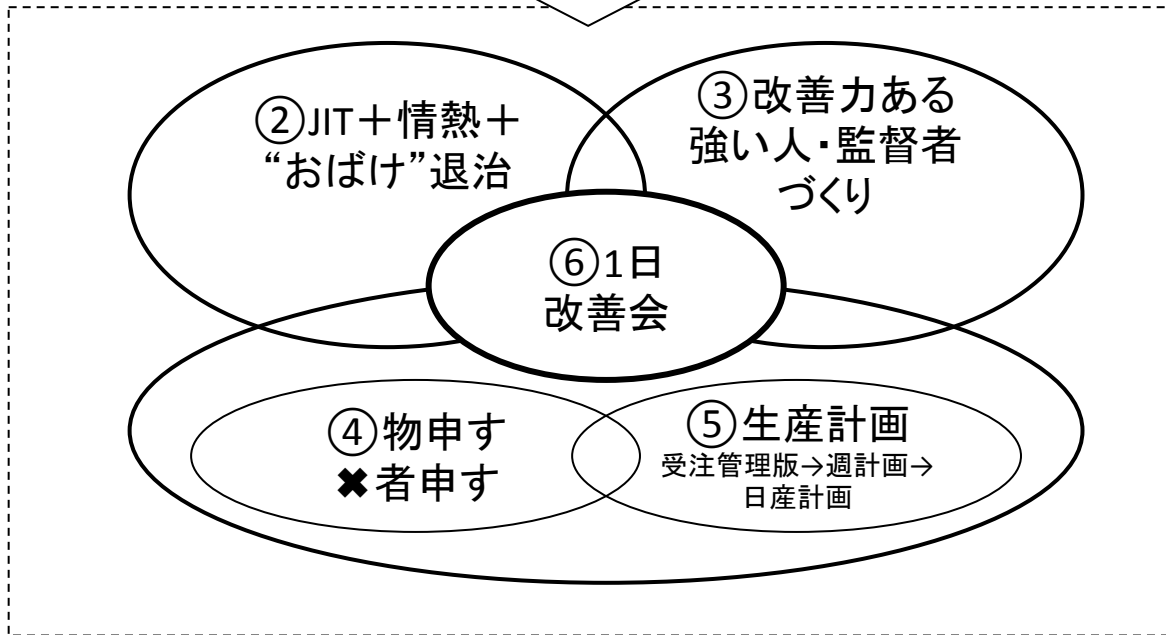 ②JIT＋情熱＋
“おばけ”退治
③改善力ある
強い人・監督者
づくり
⑥1日
改善会
④物申す
✖者申す
⑤生産計画
受注管理版→週計画→
日産計画